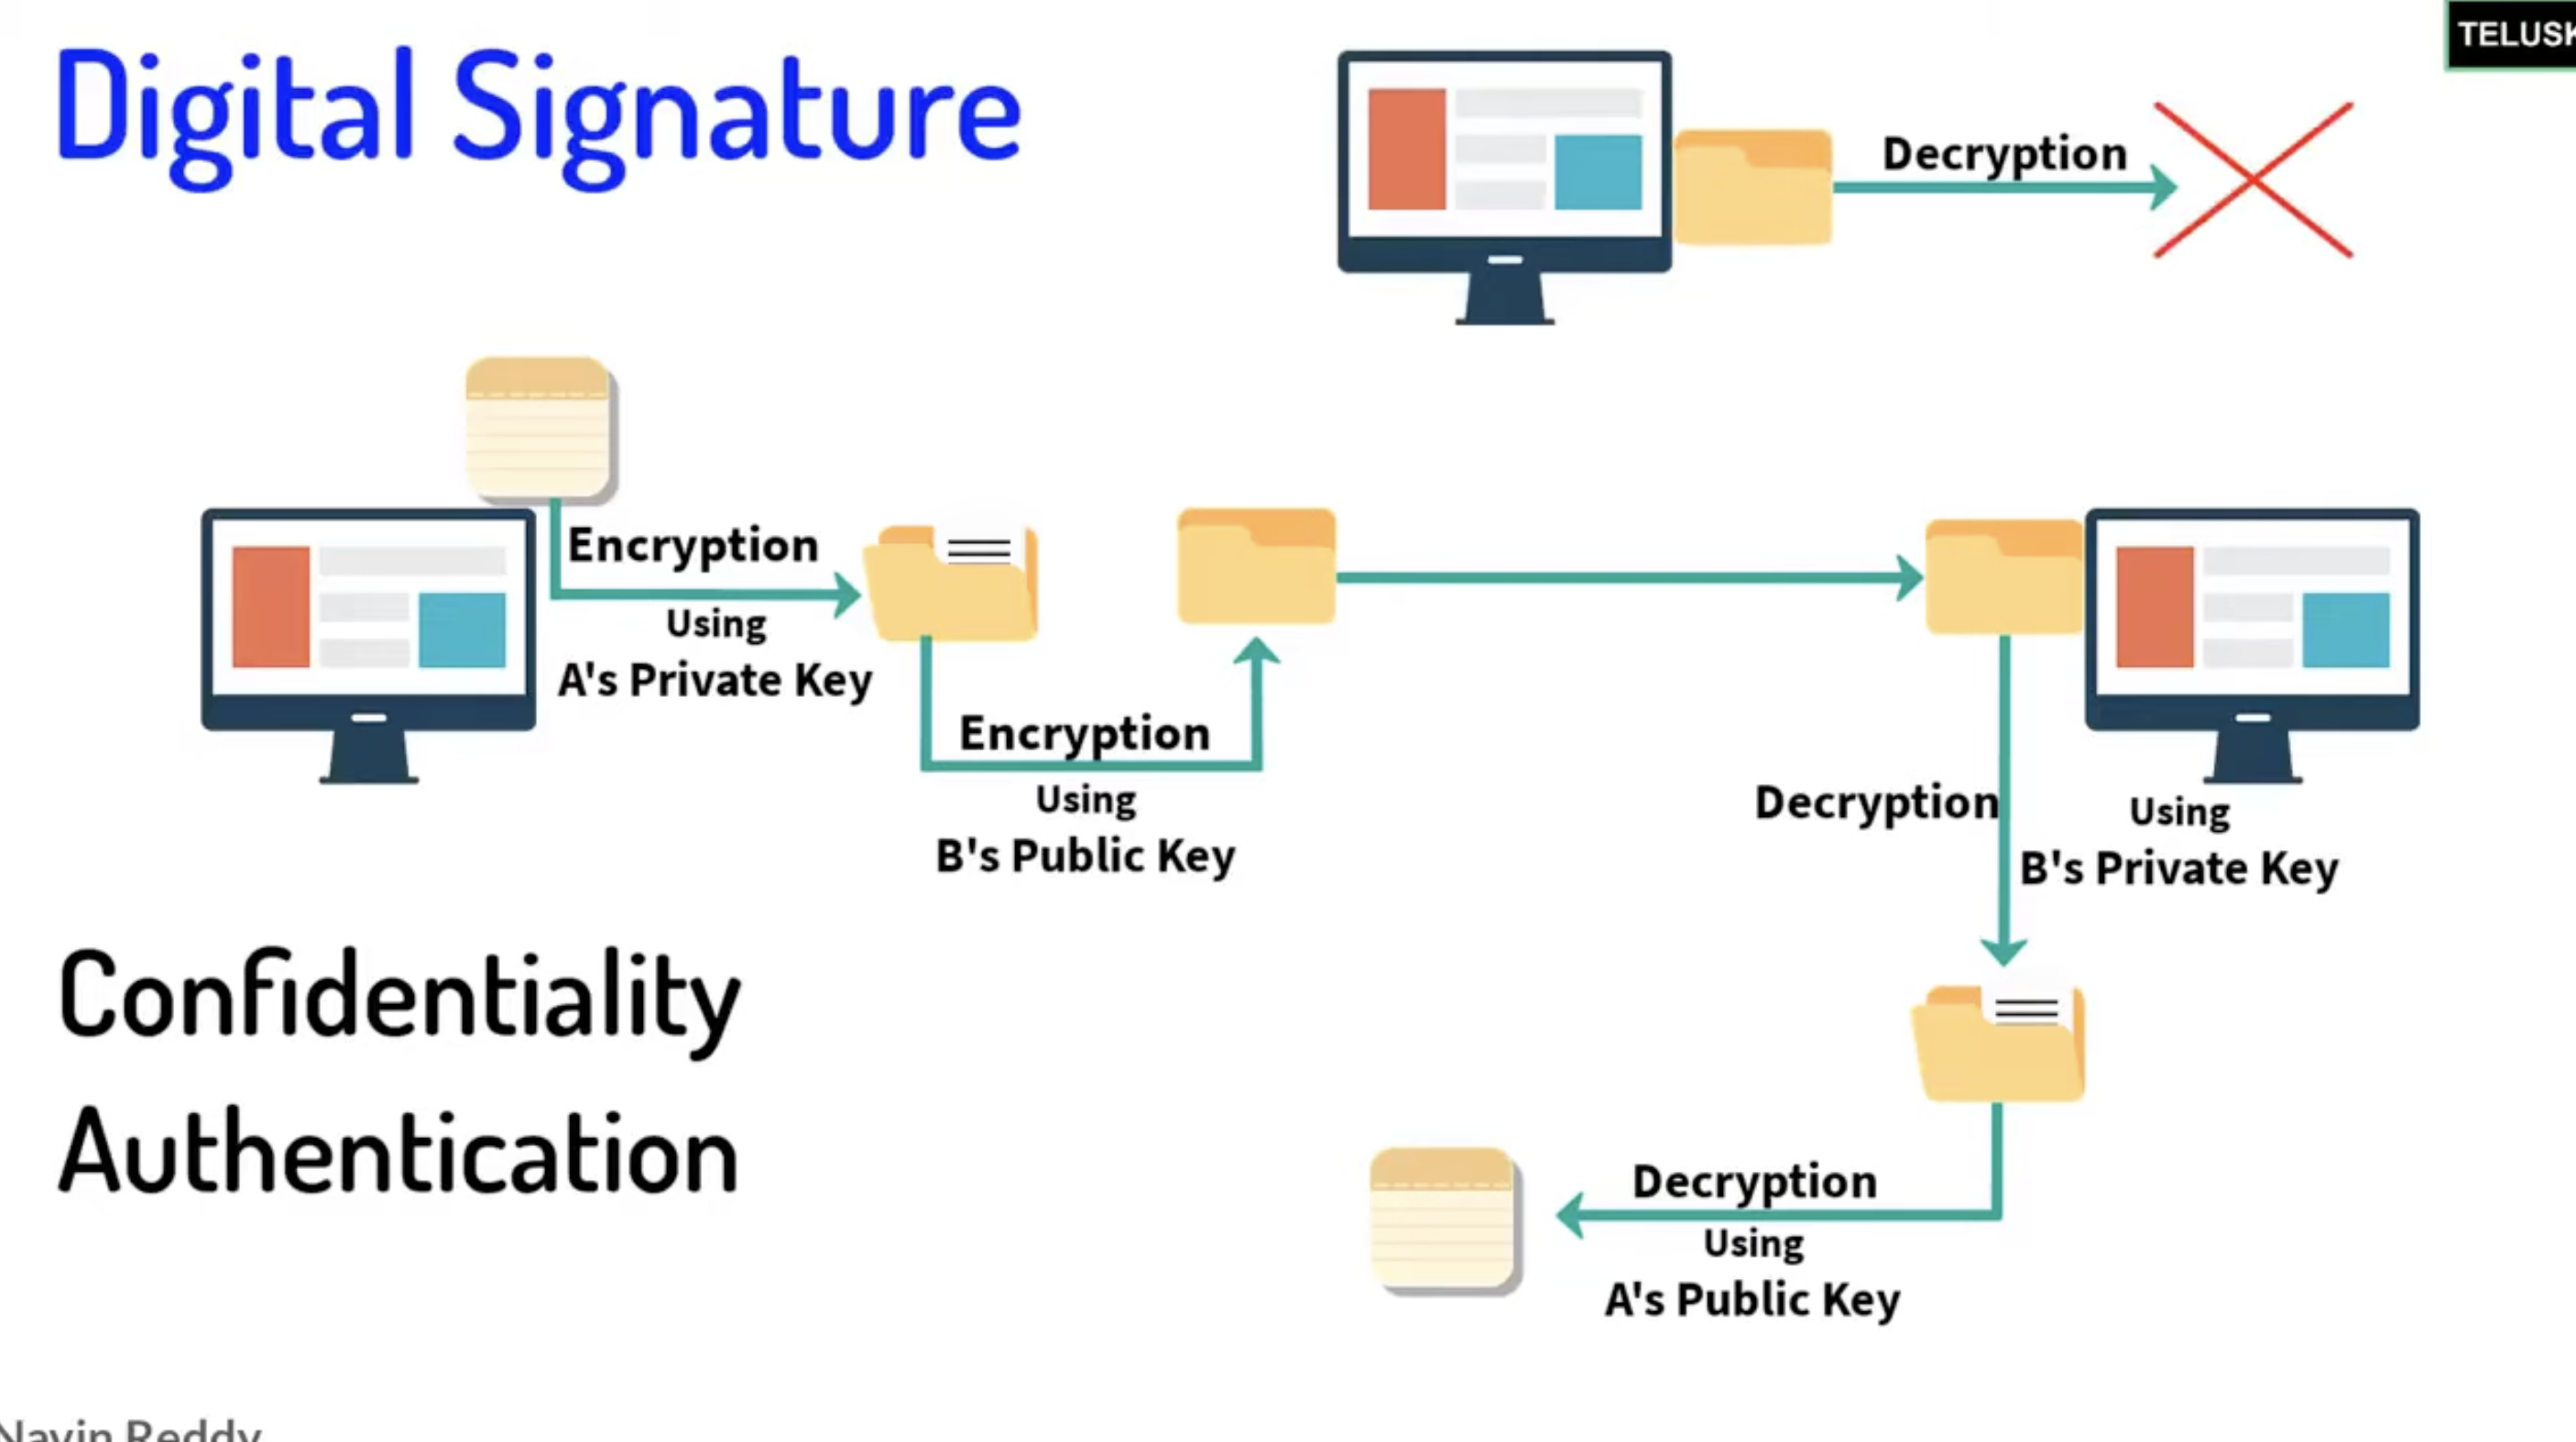 Digital Signature
TELUSK
Decryption
Encryption
Using
A's Private Key
Encryption
Using
B's Public Key
Decryption
Using
B's Private Key
Confidentiality
Authentication
Decryption
Using
A's Public Key
Navin Reddy